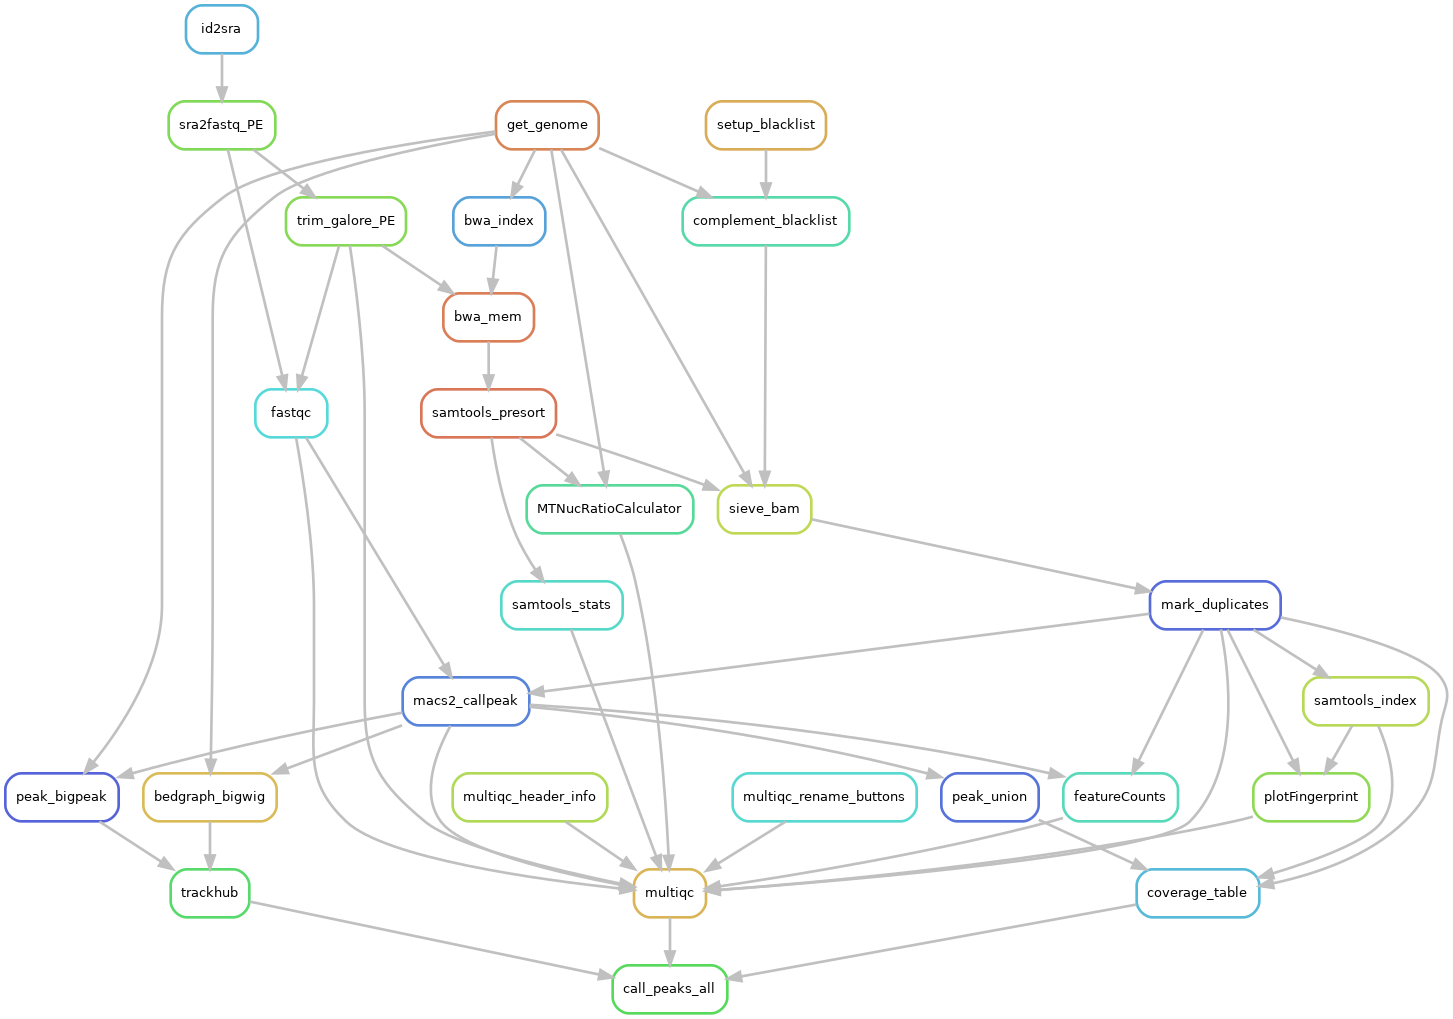 id2sra
sra2fastq_PE
get_genome
setup_blacklist
trim_galore_PE
bwa_index
complement_blacklist
bwa_mem
fastqc
samtools_presort
MTNucRatioCalculator
sieve_bam
samtools_stats
mark_duplicates
macs2_callpeak
samtools_index
peak_bigpeak
bedgraph_bigwig
multiqc_header_info
multiqc_rename_buttons
peak_union
featureCounts
plotFingerprint
trackhub
multiqc
coverage_table
call_peaks_all